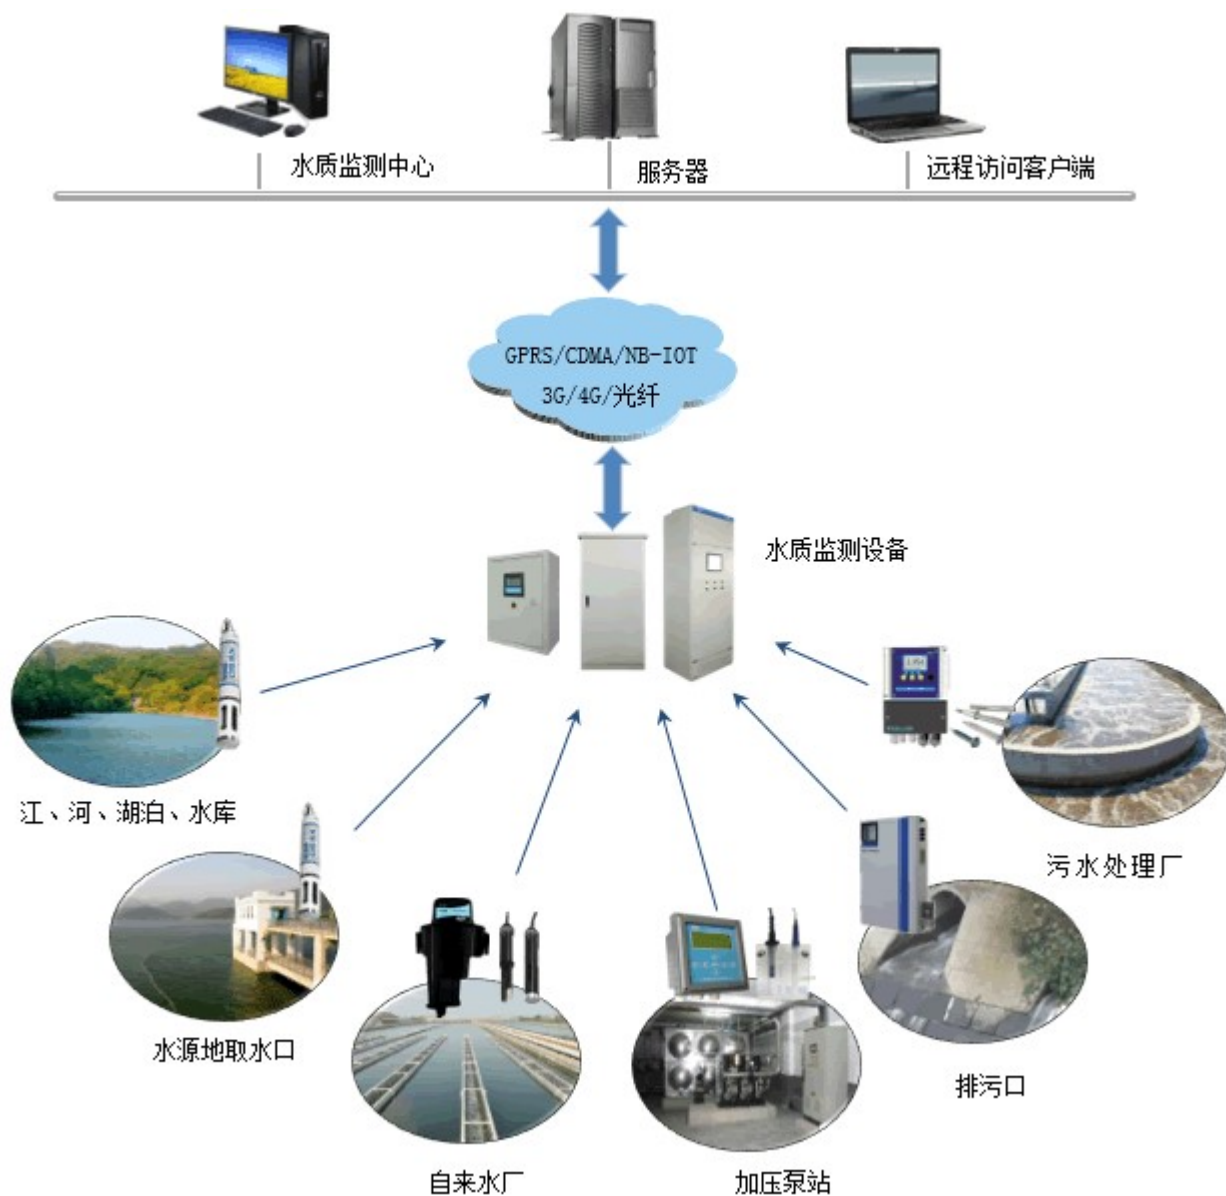 水质监测中心
服务器
远程访问客户端
GPRS/CDMA/NB-IOT
3G/4G/光纤
水质监测设备
江、河、湖泊、水库
污水处理厂
水源地取水口
排污口
自来水厂
加压泵站